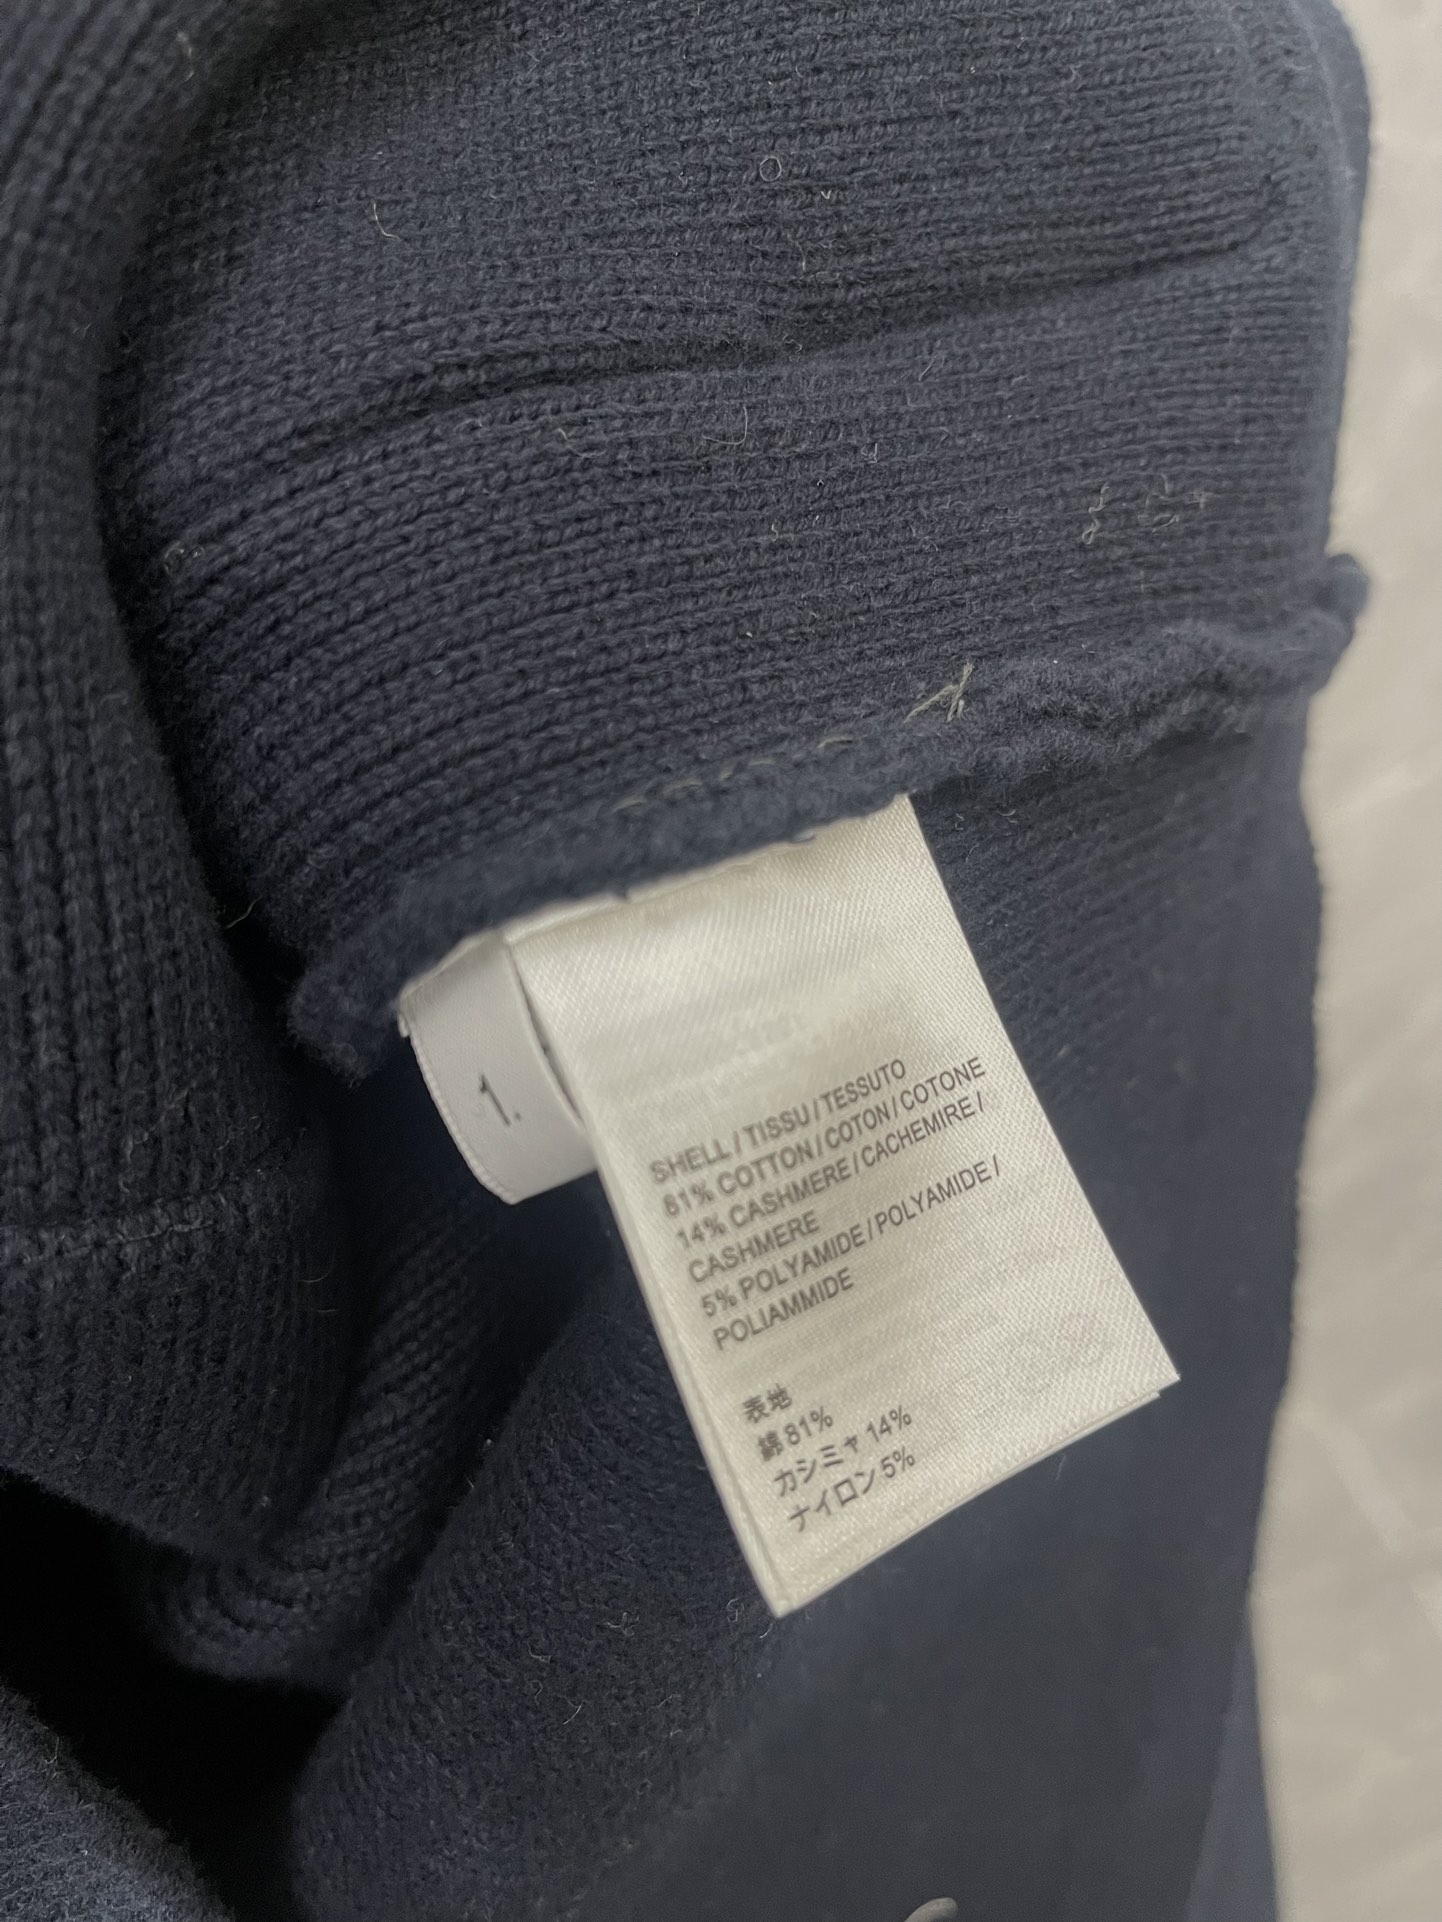 1.
SHELL / TISSU / TESSUTO
81% COTTON / COTON / COTONE
14% CASHMERE / CACHEMIRE /
CASHMERE
5% POLYAMIDE / POLYAMIDE /
POLIAMMIDE
表地
綿 81%
カシミヤ 14%
ナイロン 5%